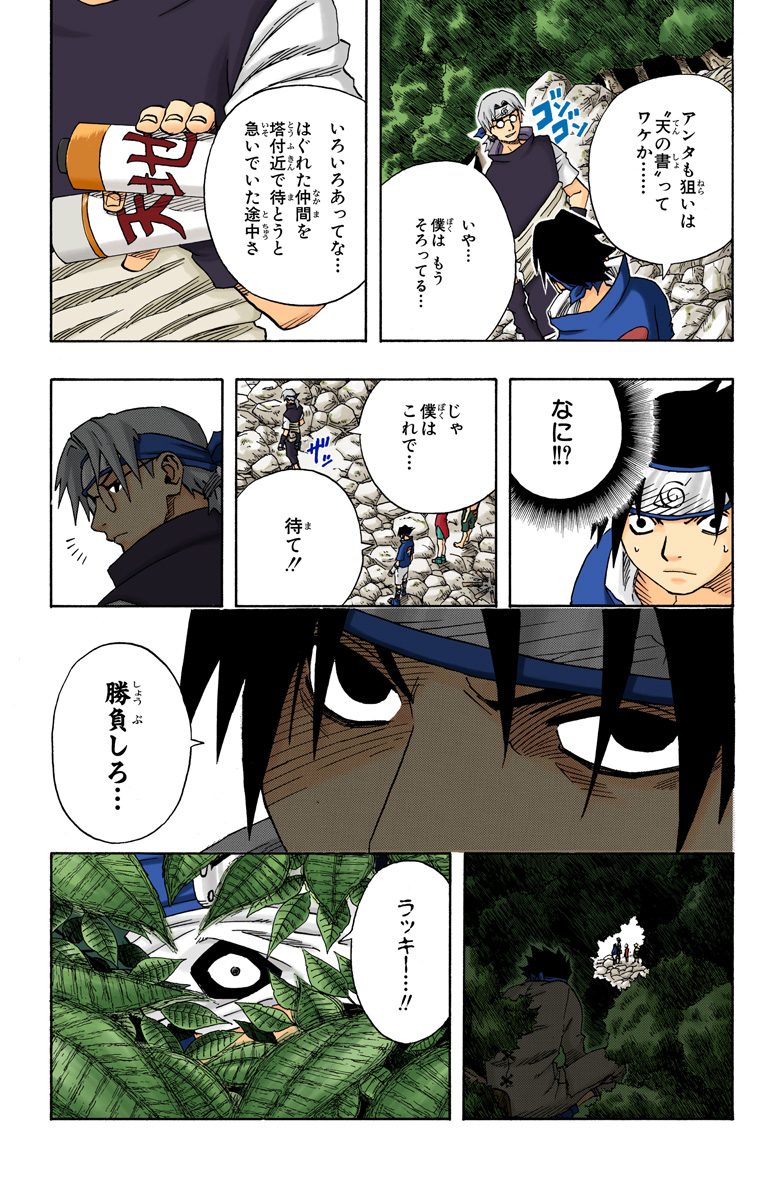 アンタも狙いは
〝天の書〟って
ワケか……
ゴソ
ゴソ
いや…
僕は もう
そろってる…
いろいろあってな…
はぐれた仲間を
塔付近で待とうと
急いでいた途中さ
天
地
なに!!?
じゃ
僕は
これで…
ザッ
待て!!
勝負しろ…
ラッキー…!!